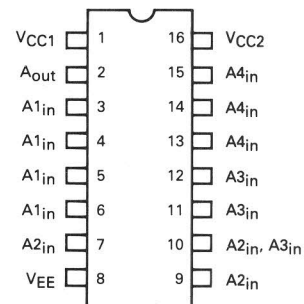 VCC1 1 16 VCC2
Aout 2 15 A4in
A1in 3 14 A4in
A1in 4 13 A4in
A1in 5 12 A3in
A1in 6 11 A3in
A2in 7 10 A2in, A3in
VEE 8 9 A2in